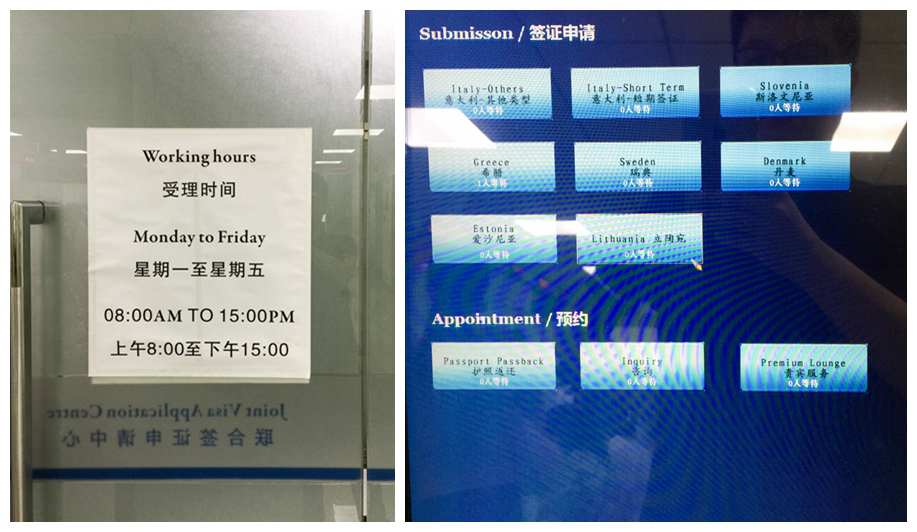 Working hours
受理时间
Monday to Friday
星期一至星期五
08:00AM TO 15:00PM
上午8:00至下午15:00
Joint Visa Application Centre
联合签证申请中心
Submisson / 签证申请
Italy-Others
意大利-其他类型
0人等待
Italy-Short Term
意大利-短期签证
0人等待
Slovenia
斯洛文尼亚
0人等待
Greece
希腊
1人等待
Sweden
瑞典
0人等待
Denmark
丹麦
0人等待
Estonia
爱沙尼亚
0人等待
Lithuania 立陶宛
0人等待
Appointment / 预约
Passport Passback
护照返还
0人等待
Inquiry
咨询
0人等待
Premium Lounge
贵宾服务
0人等待